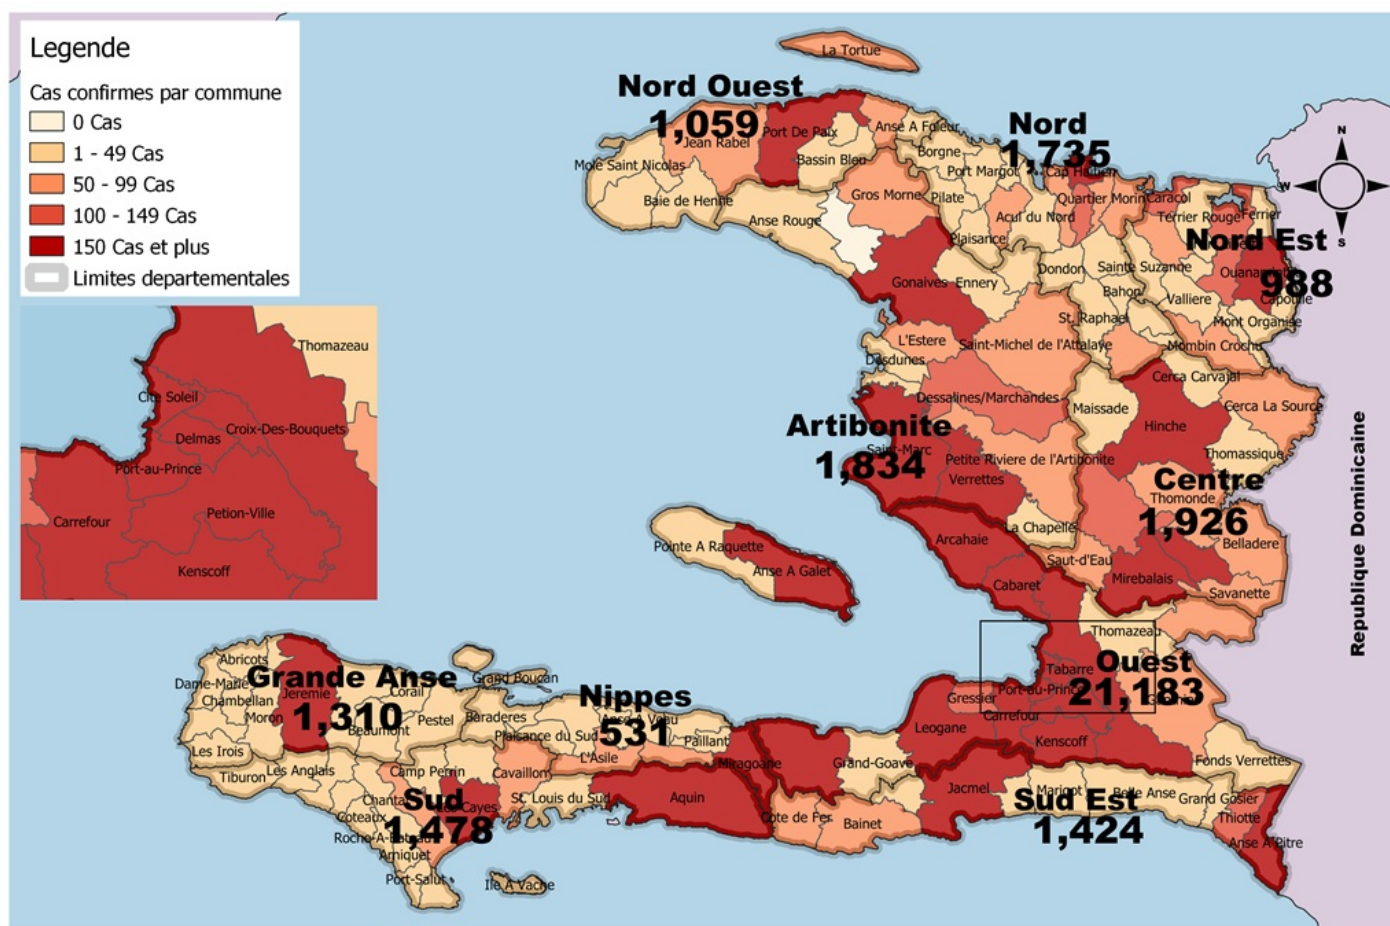 Legende
Cas confirmes par commune
0 Cas
1 - 49 Cas
50 - 99 Cas
100 - 149 Cas
150 Cas et plus
Limites departementales
La Tortue
Nord Ouest
1,059
Jean Rabel
Port De Paix
Anse A Foleur
Mole Saint Nicolas
Bassin Bleu
Baie de Henne
Anse Rouge
Gros Morne
Nord
1,735
Borgne
Port Margot
Cap Haitien
Pilate
Quartier Morin
Caracol
Acul du Nord
Terrier Rouge
Ferrier
Plaisance
N
W
S
Nord Est
988
Gonaives
Ennery
Dondon
Sainte Suzanne
Bahon
Valliere
Capotille
St. Raphael
Mont Organise
L'Estere
Saint-Michel de l'Attalaye
Mombin Crochu
Desdunes
Cerca Carvajal
Dessalines/Marchandes
Maissade
Cerca La Source
Hinche
Artibonite
1,834
Saint-Marc
Petite Riviere de l'Artibonite
Verrettes
Thomassique
Centre
1,926
Thomonde
La Chapelle
Belladere
Saut-d'Eau
Mirebalais
Savanette
Republique Dominicaine
Thomazeau
Cite Soleil
Delmas
Croix-Des-Bouquets
Port-au-Prince
Petion-Ville
Carrefour
Kenscoff
Pointe A Raquette
Anse A Galet
Arcahaie
Cabaret
Thomazeau
Ouest
21,183
Tabarre
Port-au-Prince
Gressier
Carrefour
Leogane
Kenscoff
Fonds Verrettes
Grand-Goave
Abricots
Grande Anse
1,310
Dame-Marie
Chambellan
Jeremie
Corail
Moron
Pestel
Beaumont
Les Irois
Grand Boucan
Baraderes
Nippes
531
Anse A Veau
Plaisance du Sud
Paillant
L'Asile
Miragoane
Tiburon
Les Anglais
Camp Perrin
Cavaillon
Sud
1,478
St. Louis du Sud
Aquin
Coteaux
Arniquet
Port-Salut
Ile A Vache
Cote de Fer
Bainet
Jacmel
Sud Est
1,424
Marigot
Belle Anse
Grand Gosier
Thiotte
Anse A Pitre